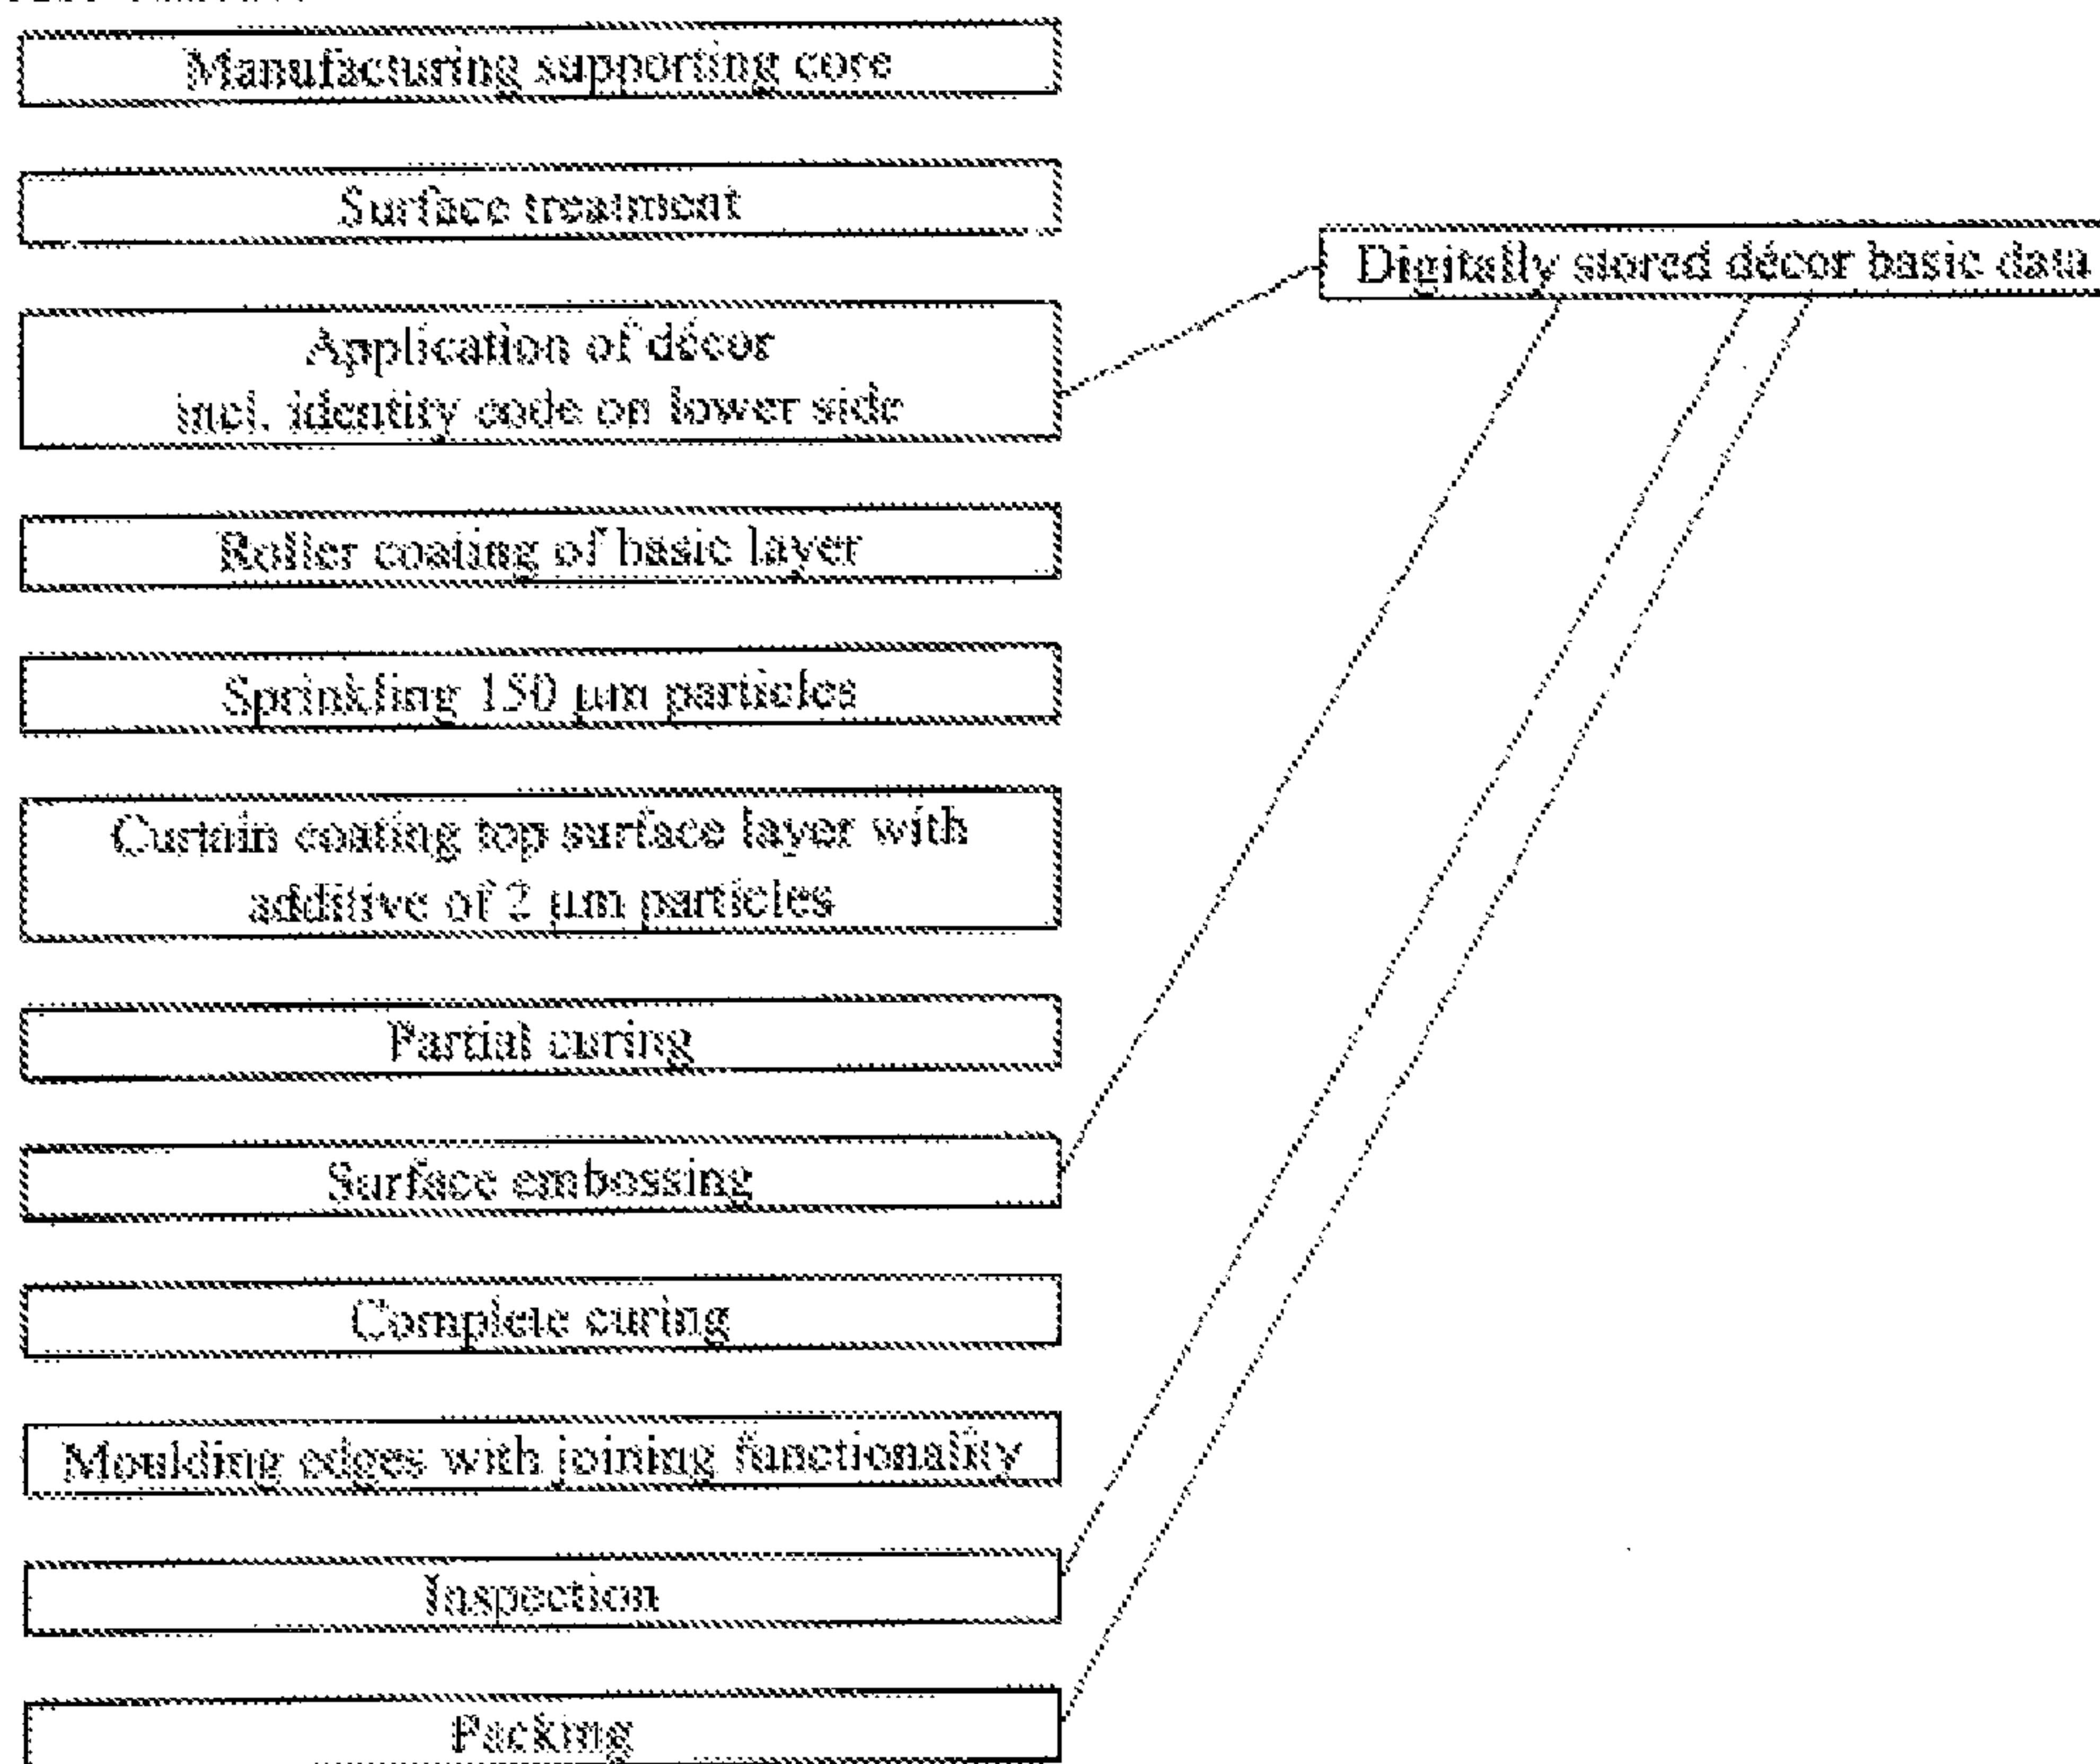 Manufacturing supporting core
Surface treatment
Digitally stored décor basic data
Application of décor
incl. identity code on lower side
Roller coating of basic layer
Sprinkling 150 µm particles
Curtain coating top surface layer with
additive of 2 µm particles
Partial curing
Surface embossing
Complete curing
Moulding edges with joining functionality
Inspection
Packing